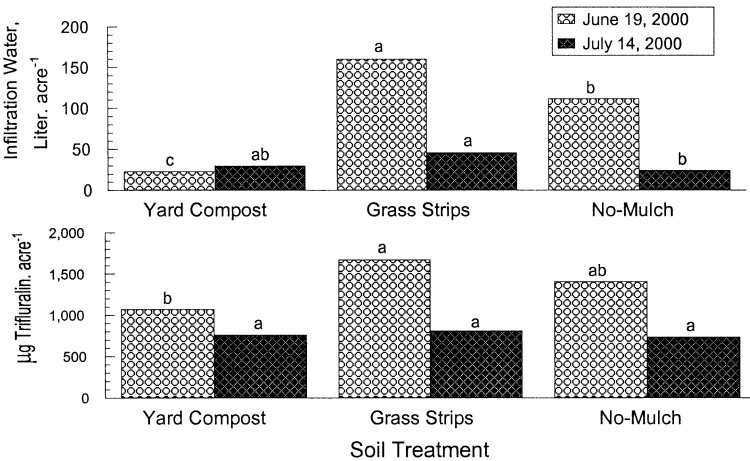 June 19, 2000
July 14, 2000
Infiltration Water,
Liter. acre-1
200
150
100
50
0
c
ab
a
a
b
b
Yard Compost
Grass Strips
No-Mulch
µg Trifluralin. acre-1
2,000
1,500
1,000
500
0
b
a
a
a
ab
a
Yard Compost
Grass Strips
No-Mulch
Soil Treatment